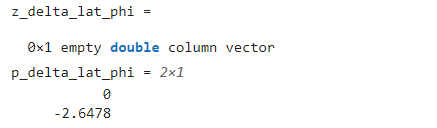 z_delta_lat_phi =
0×1 empty double column vector
p_delta_lat_phi = 2×1
0
-2.6478